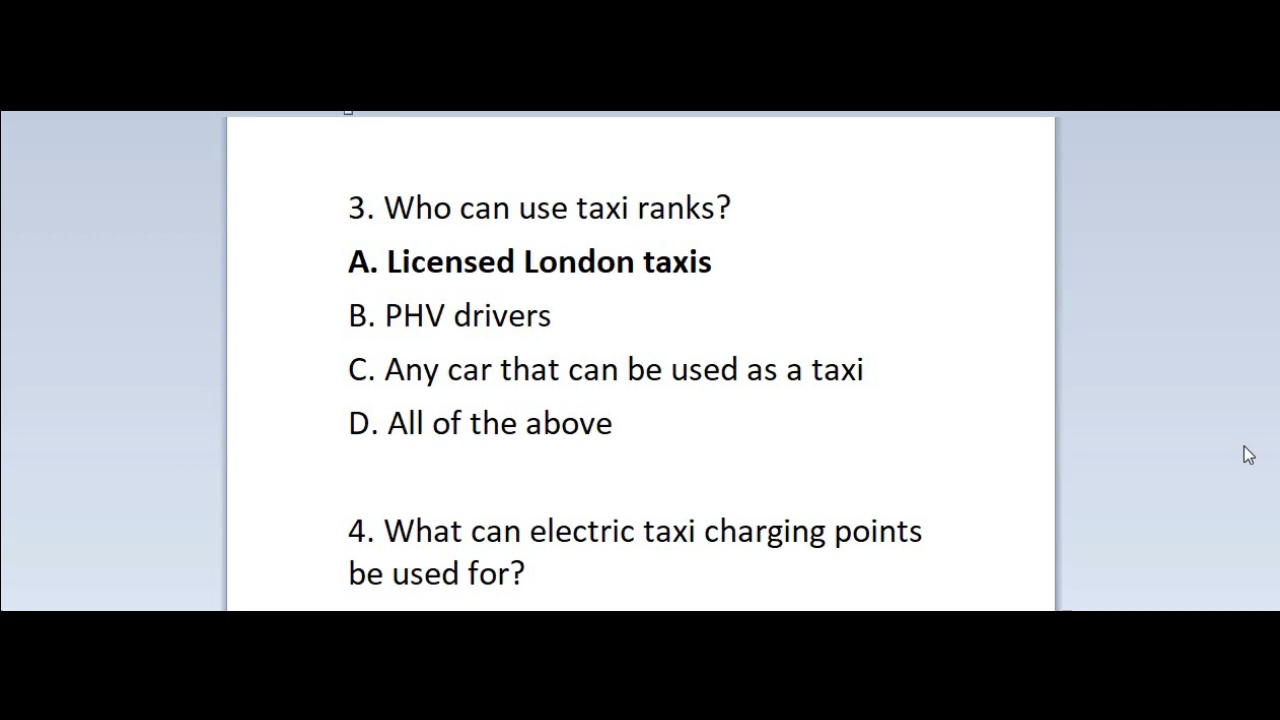 3. Who can use taxi ranks?
A. Licensed London taxis
B. PHV drivers
C. Any car that can be used as a taxi
D. All of the above
4. What can electric taxi charging points
be used for?